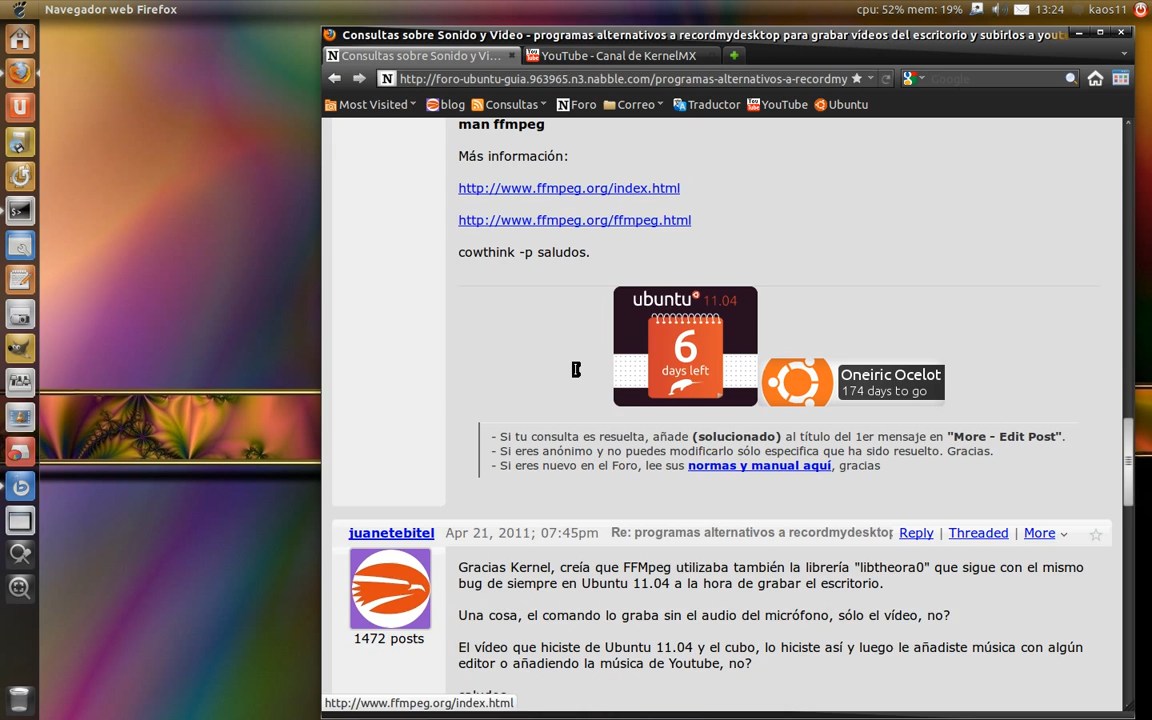 Navegador web Firefox
cpu: 52% mem: 19%
13:24
kaos11
Consultas sobre Sonido y Video - programas alternativos a recordmydesktop para grabar vídeos del escritorio y subirlos a yout
Consultas sobre Sonido y Ví...
YouTube - Canal de KernelMX
http://foro-ubuntu-guia.963965.n3.nabble.com/programas-alternativos-a-recordmy
Google
Most Visited
blog
Consultas
Foro
Correo
Traductor
YouTube
Ubuntu
man ffmpeg
Más información:
http://www.ffmpeg.org/index.html
http://www.ffmpeg.org/ffmpeg.html
cowthink -p saludos.
ubuntu 11.04
6
days left
Oneiric Ocelot
174 days to go
- Si tu consulta es resuelta, añade (solucionado) al título del 1er mensaje en "More - Edit Post".
- Si eres anónimo y no puedes modificarlo sólo especifica que ha sido resuelto. Gracias.
- Si eres nuevo en el Foro, lee sus normas y manual aquí, gracias
juanetebitel
Apr 21, 2011; 07:45pm
Re: programas alternativos a recordmydesktop
Reply | Threaded | More
1472 posts
Gracias Kernel, creía que FFMpeg utilizaba también la librería "libtheora0" que sigue con el mismo
bug de siempre en Ubuntu 11.04 a la hora de grabar el escritorio.
Una cosa, el comando lo graba sin el audio del micrófono, sólo el vídeo, no?
El vídeo que hiciste de Ubuntu 11.04 y el cubo, lo hiciste así y luego le añadiste música con algún
editor o añadiendo la música de Youtube, no?
http://www.ffmpeg.org/index.html